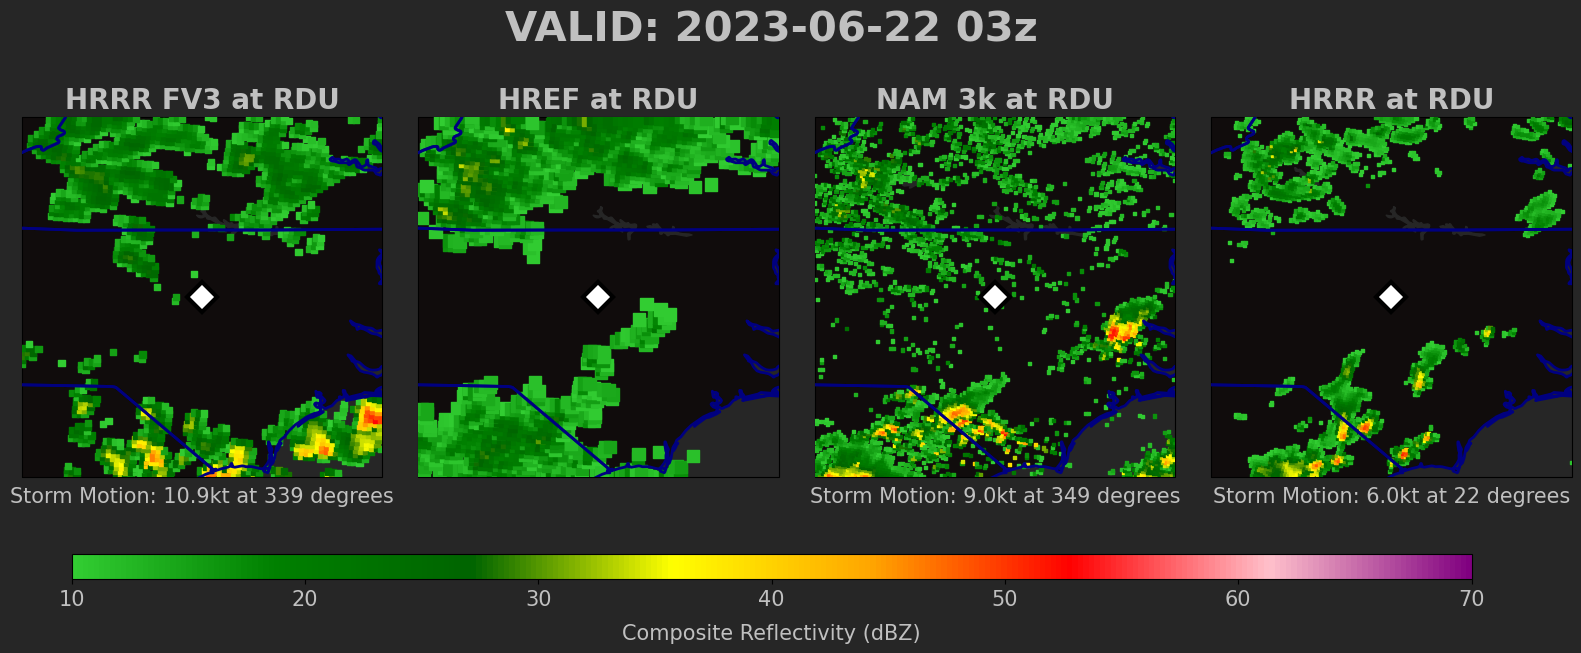 VALID: 2023-06-22 03z
HRRR FV3 at RDU
HREF at RDU
NAM 3k at RDU
HRRR at RDU
Storm Motion: 10.9kt at 339 degrees
Storm Motion: 9.0kt at 349 degrees
Storm Motion: 6.0kt at 22 degrees
10 20 30 40 50 60 70
Composite Reflectivity (dBZ)